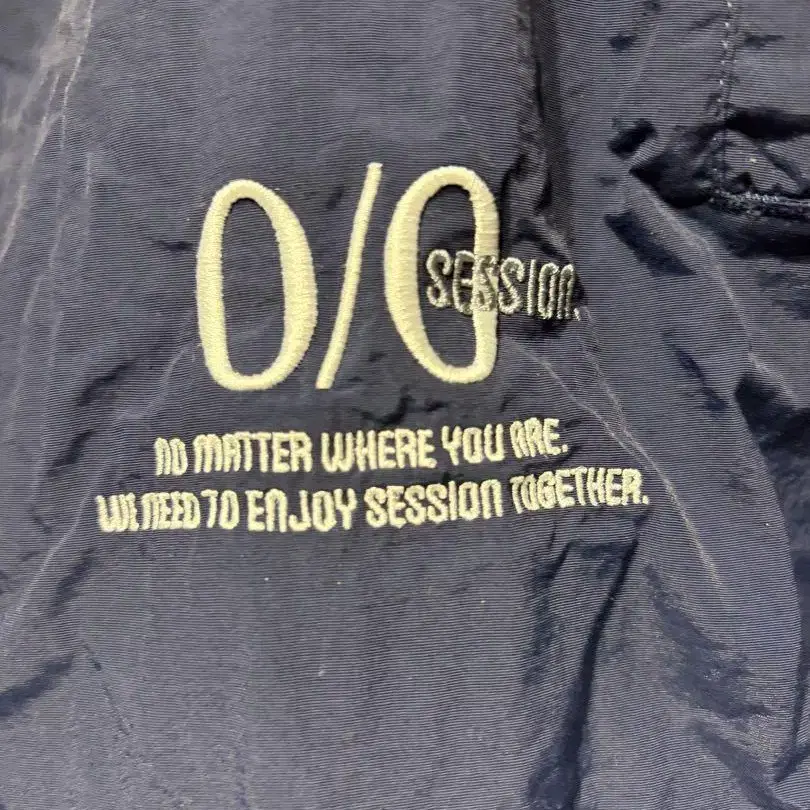 O/O
SESSION.
NO MATTER WHERE YOU ARE.
WE NEED TO ENJOY SESSION TOGETHER.